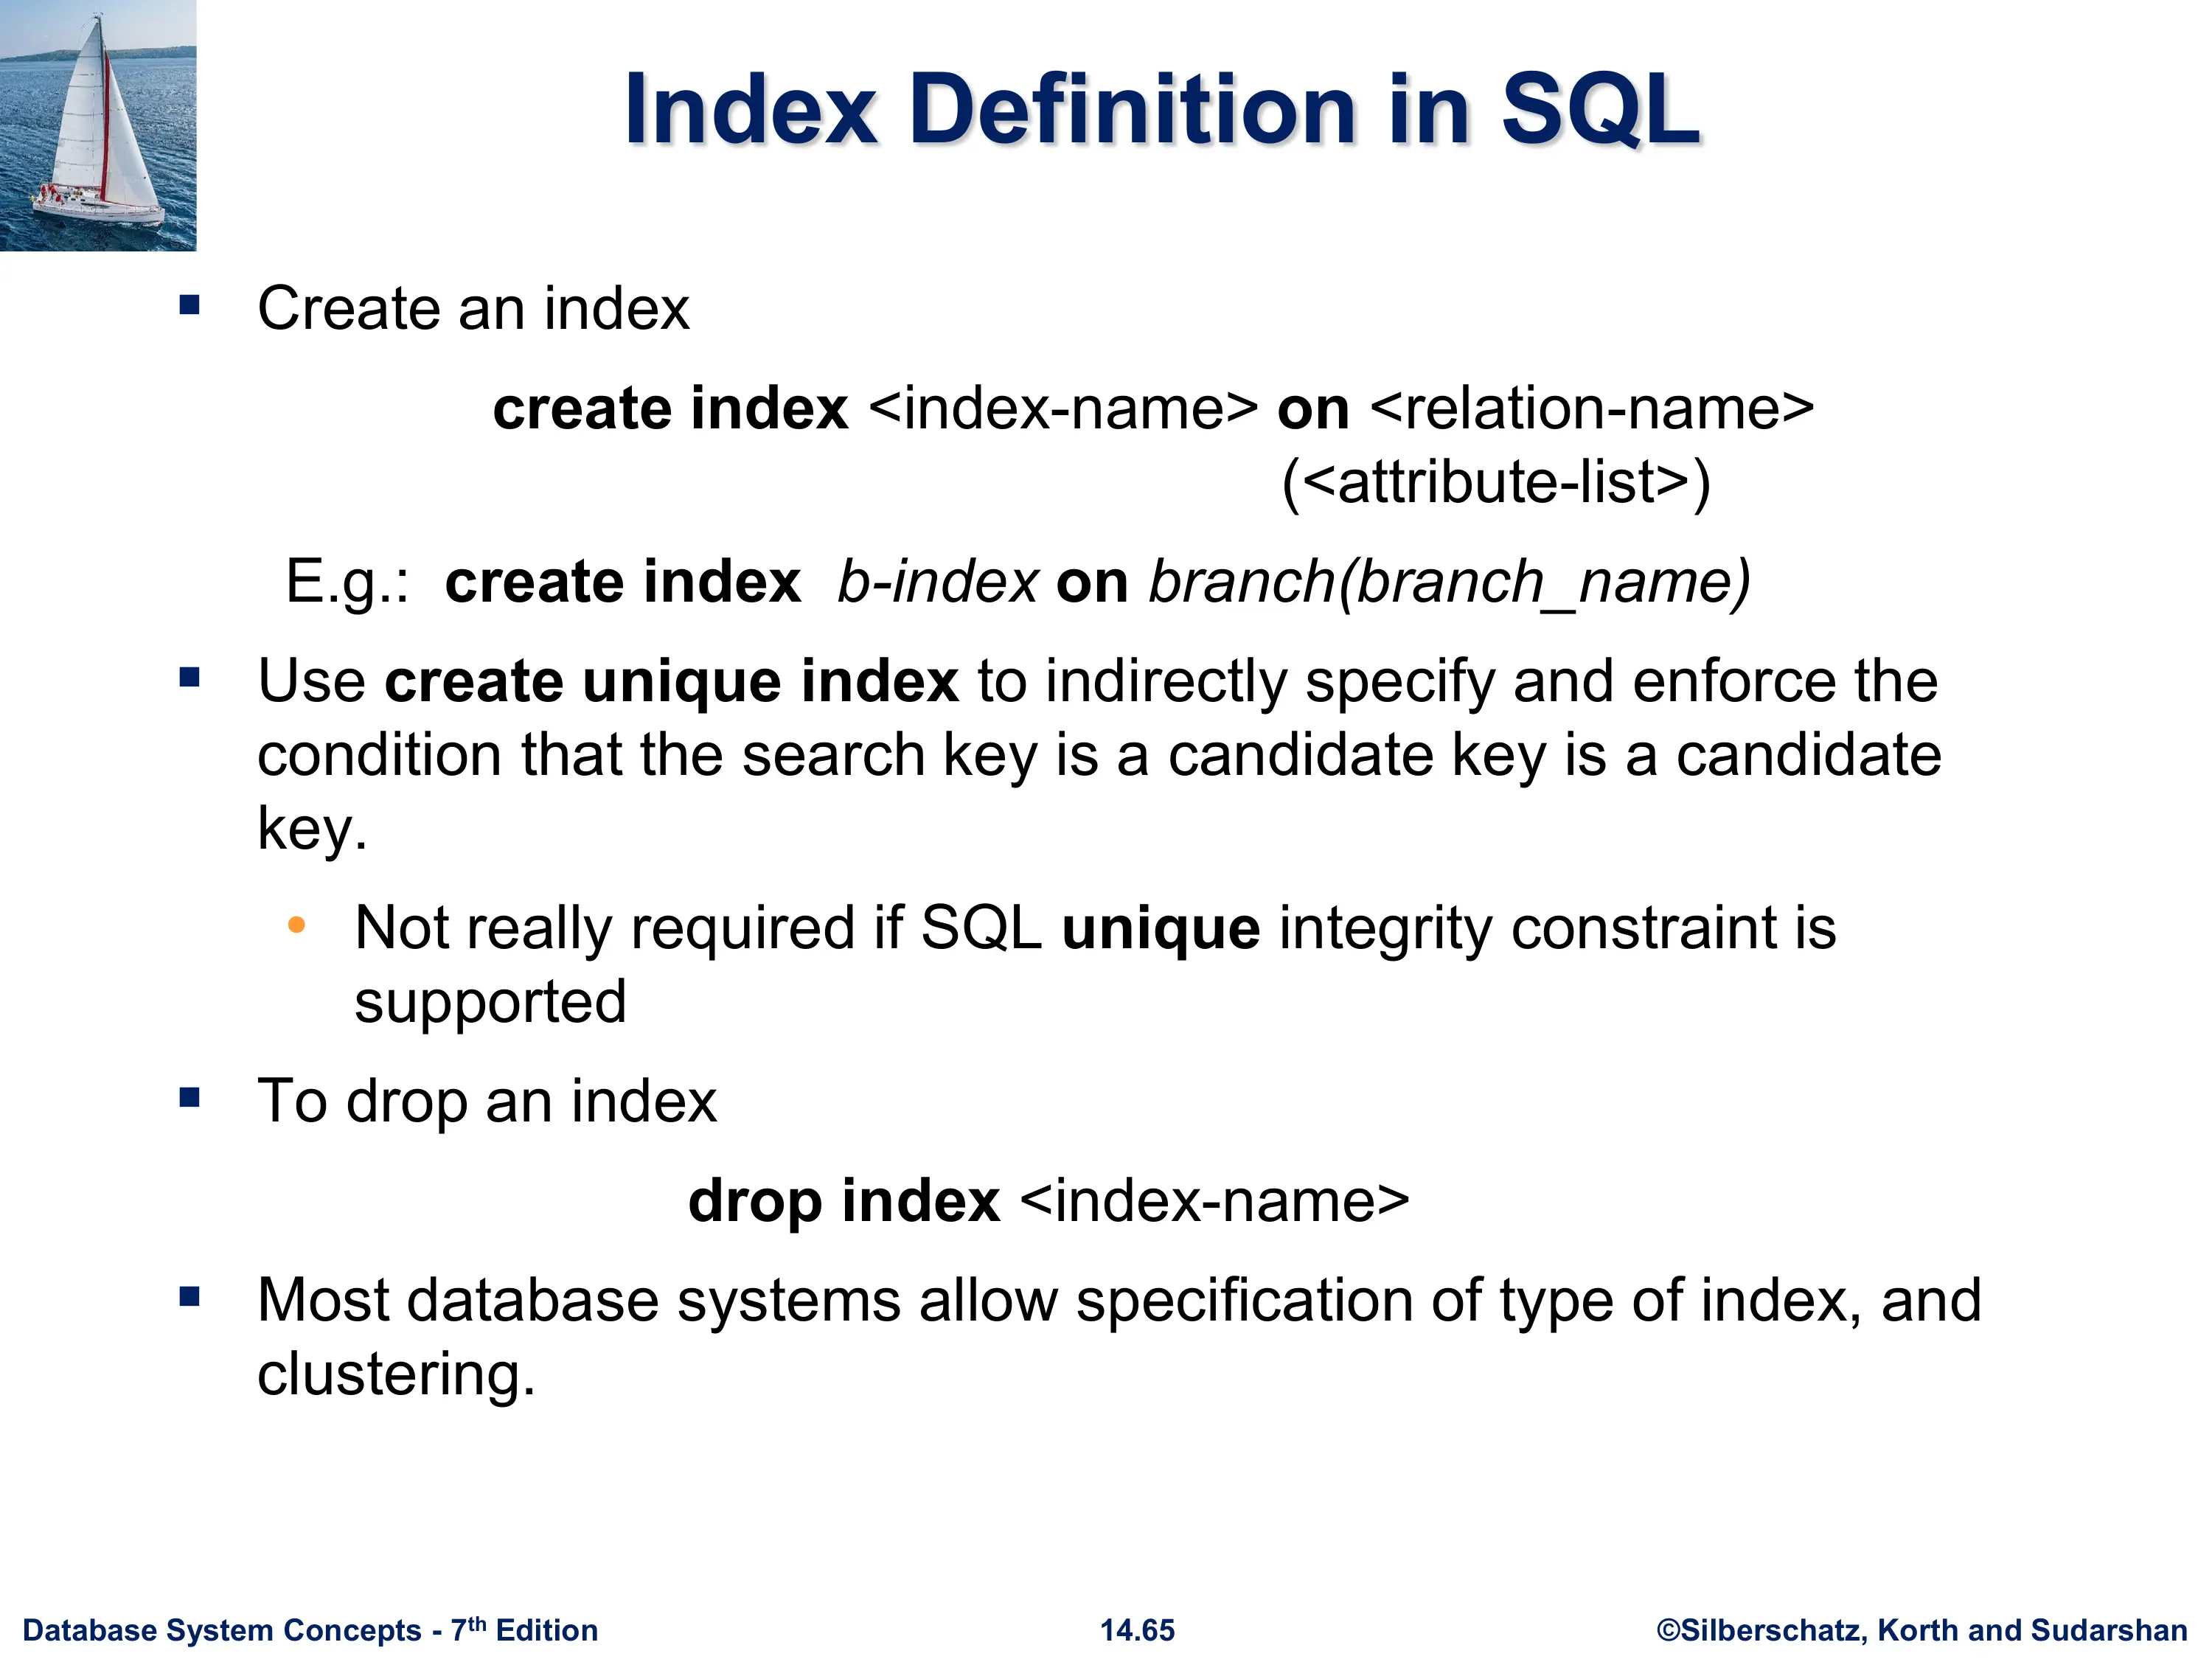 Index Definition in SQL
▪ Create an index
create index <index-name> on <relation-name>
(<attribute-list>)
E.g.: create index b-index on branch(branch_name)
▪ Use create unique index to indirectly specify and enforce the
condition that the search key is a candidate key is a candidate
key.
• Not really required if SQL unique integrity constraint is
supported
▪ To drop an index
drop index <index-name>
▪ Most database systems allow specification of type of index, and
clustering.
Database System Concepts - 7th Edition
14.65
©Silberschatz, Korth and Sudarshan